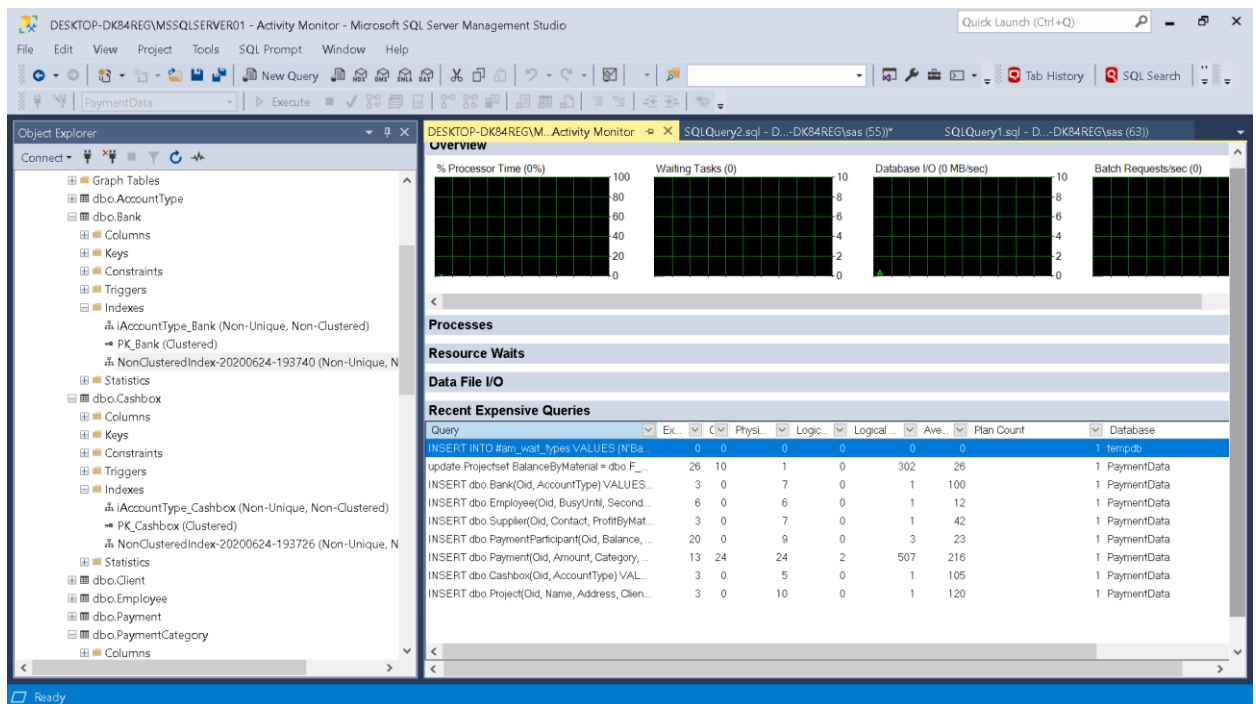 DESKTOP-DK84REG\MSSQLSERVER01 - Activity Monitor - Microsoft SQL Server Management Studio
Quick Launch (Ctrl+Q)
File Edit View Project Tools SQL Prompt Window Help
New Query MDX DMX XMLA DAX Tab History SQL Search
PaymentData Execute
Object Explorer
Connect
Graph Tables
dbo.AccountType
dbo.Bank
Columns
Keys
Constraints
Triggers
Indexes
iAccountType_Bank (Non-Unique, Non-Clustered)
PK_Bank (Clustered)
NonClusteredIndex-20200624-193740 (Non-Unique, N
Statistics
dbo.Cashbox
Columns
Keys
Constraints
Triggers
Indexes
iAccountType_Cashbox (Non-Unique, Non-Clustered)
PK_Cashbox (Clustered)
NonClusteredIndex-20200624-193726 (Non-Unique, N
Statistics
dbo.Client
dbo.Employee
dbo.Payment
dbo.PaymentCategory
Columns
DESKTOP-DK84REG\M...Activity Monitor SQLQuery2.sql - D...-DK84REG\sas (55))* SQLQuery1.sql - D...-DK84REG\sas (63))
Overview
% Processor Time (0%) Waiting Tasks (0) Database I/O (0 MB/sec) Batch Requests/sec (0)
100 10 10
80 8 8
60 6 6
40 4 4
20 2 2
0 0 0
Processes
Resource Waits
Data File I/O
Recent Expensive Queries
Query Ex... C Physi... Logic... Logical ... Ave... Plan Count Database
INSERT INTO #am_wait_types VALUES (N'Ba... 0 0 0 0 0 0 1 tempdb
update Projectset BalanceByMaterial = dbo.F_... 26 10 1 0 302 26 1 PaymentData
INSERT dbo.Bank(Oid, AccountType) VALUES... 3 0 7 0 1 100 1 PaymentData
INSERT dbo.Employee(Oid, BusyUntil, Second... 6 0 6 0 1 12 1 PaymentData
INSERT dbo.Supplier(Oid, Contact, ProfitByMat... 3 0 7 0 1 42 1 PaymentData
INSERT dbo.PaymentParticipant(Oid, Balance, ... 20 0 9 0 3 23 1 PaymentData
INSERT dbo.Payment(Oid, Amount, Category, ... 13 24 24 2 507 216 1 PaymentData
INSERT dbo.Cashbox(Oid, AccountType) VAL... 3 0 5 0 1 105 1 PaymentData
INSERT dbo.Project(Oid, Name, Address, Clien... 3 0 10 0 1 120 1 PaymentData
Ready